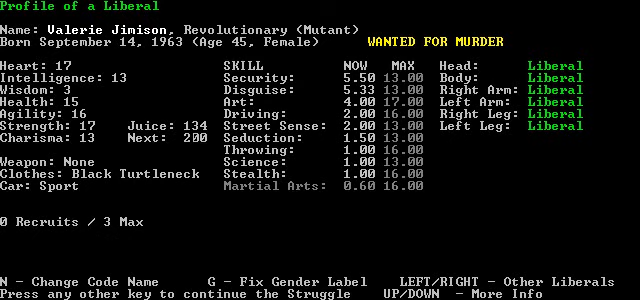 Profile of a Liberal
Name: Valerie Jimison, Revolutionary (Mutant)
Born September 14, 1963 (Age 45, Female) WANTED FOR MURDER
Heart: 17 SKILL NOW MAX Head: Liberal
Intelligence: 13 Security: 5.50 13.00 Body: Liberal
Wisdom: 3 Disguise: 5.33 13.00 Right Arm: Liberal
Health: 15 Art: 4.00 17.00 Left Arm: Liberal
Agility: 16 Driving: 2.00 16.00 Right Leg: Liberal
Strength: 17 Juice: 134 Street Sense: 2.00 13.00 Left Leg: Liberal
Charisma: 13 Next: 200 Seduction: 1.50 13.00
Throwing: 1.00 16.00
Weapon: None Science: 1.00 13.00
Clothes: Black Turtleneck Stealth: 1.00 16.00
Car: Sport Martial Arts: 0.60 16.00
0 Recruits / 3 Max
N - Change Code Name G - Fix Gender Label LEFT/RIGHT - Other Liberals
Press any other key to continue the Struggle UP/DOWN - More Info